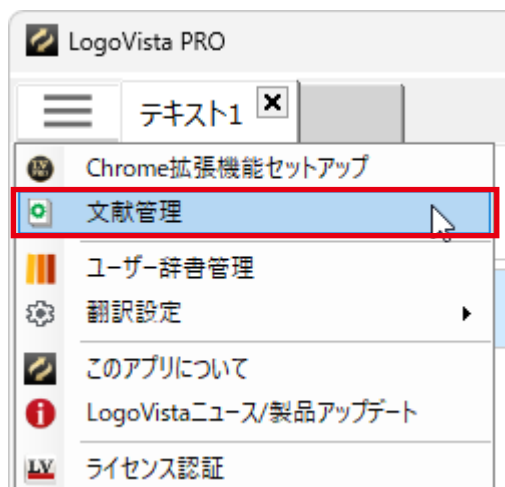 LogoVista PRO
テキスト1
Chrome拡張機能セットアップ
文献管理
ユーザー辞書管理
翻訳設定
このアプリについて
LogoVistaニュース/製品アップデート
LV
ライセンス認証